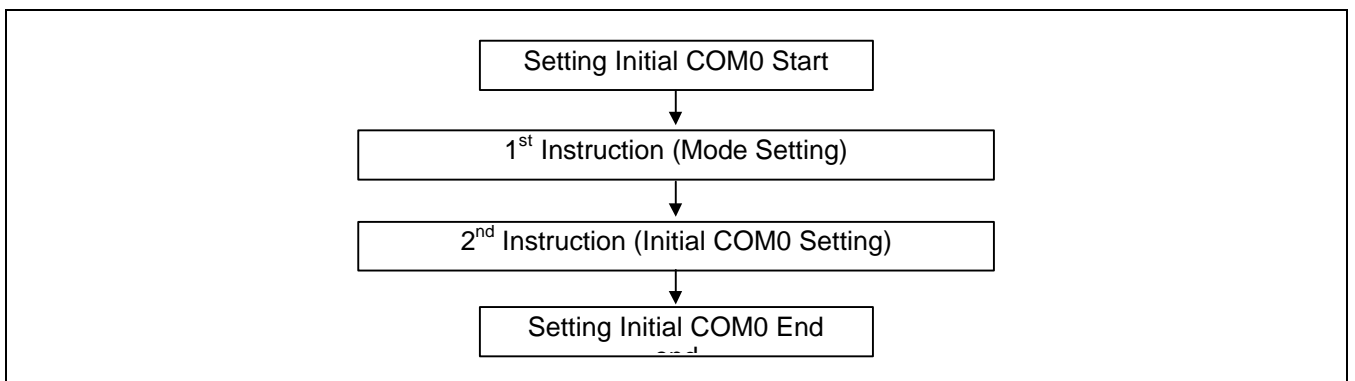 Setting Initial COM0 Start
1st Instruction (Mode Setting)
2nd Instruction (Initial COM0 Setting)
Setting Initial COM0 End